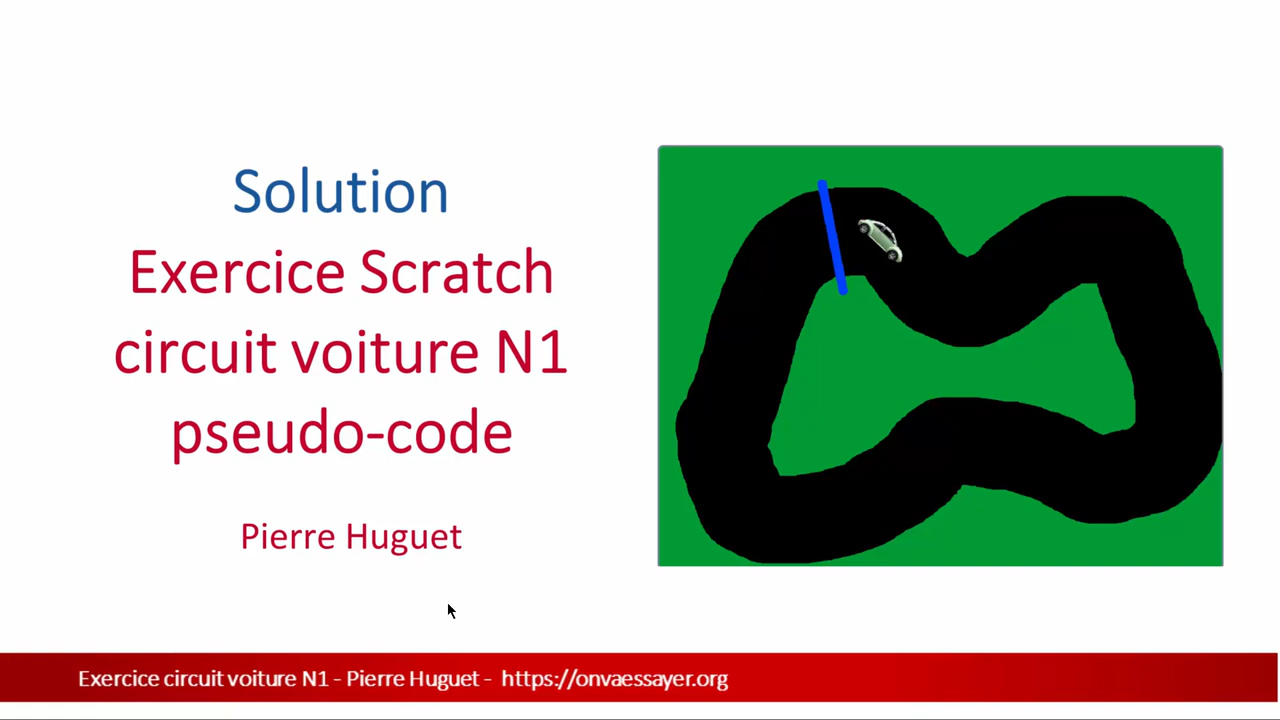 Solution
Exercice Scratch
circuit voiture N1
pseudo-code
Pierre Huguet
Exercice circuit voiture N1 - Pierre Huguet - https://onvaessayer.org